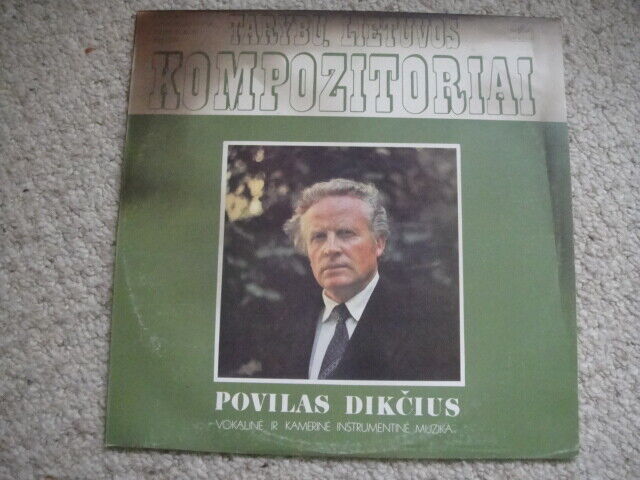 TARYBŲ LIETUVOS
KOMPOZITORIAI
POVILAS DIKČIUS
VOKALINĖ IR KAMERINĖ INSTRUMENTINĖ MUZIKA